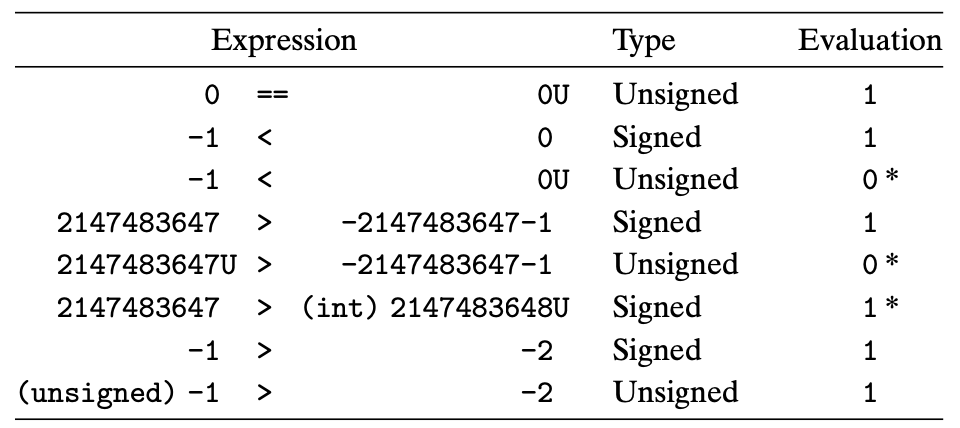 Expression Type Evaluation
0 == 0U Unsigned 1
-1 < 0 Signed 1
-1 < 0U Unsigned 0 *
2147483647 > -2147483647-1 Signed 1
2147483647U > -2147483647-1 Unsigned 0 *
2147483647 > (int) 2147483648U Signed 1 *
-1 > -2 Signed 1
(unsigned) -1 > -2 Unsigned 1